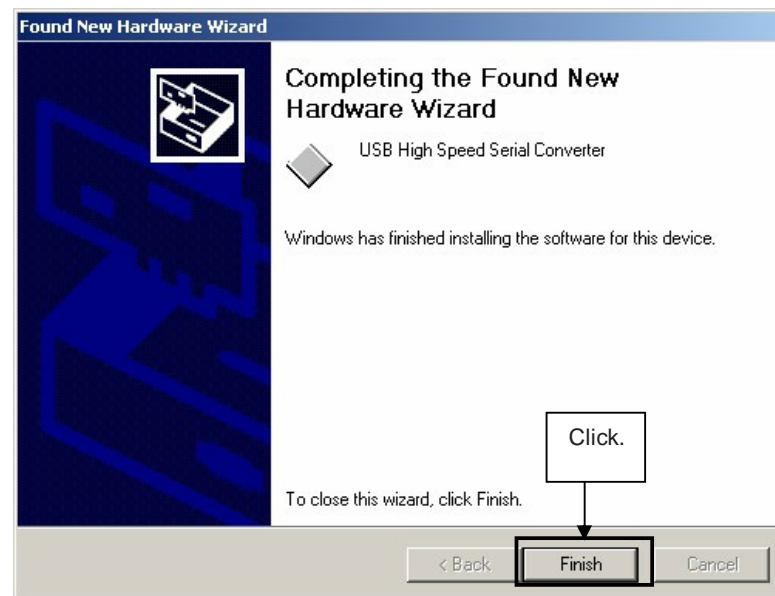 Found New Hardware Wizard
Completing the Found New
Hardware Wizard
USB High Speed Serial Converter
Windows has finished installing the software for this device.
Click.
To close this wizard, click Finish.
< Back
Finish
Cancel